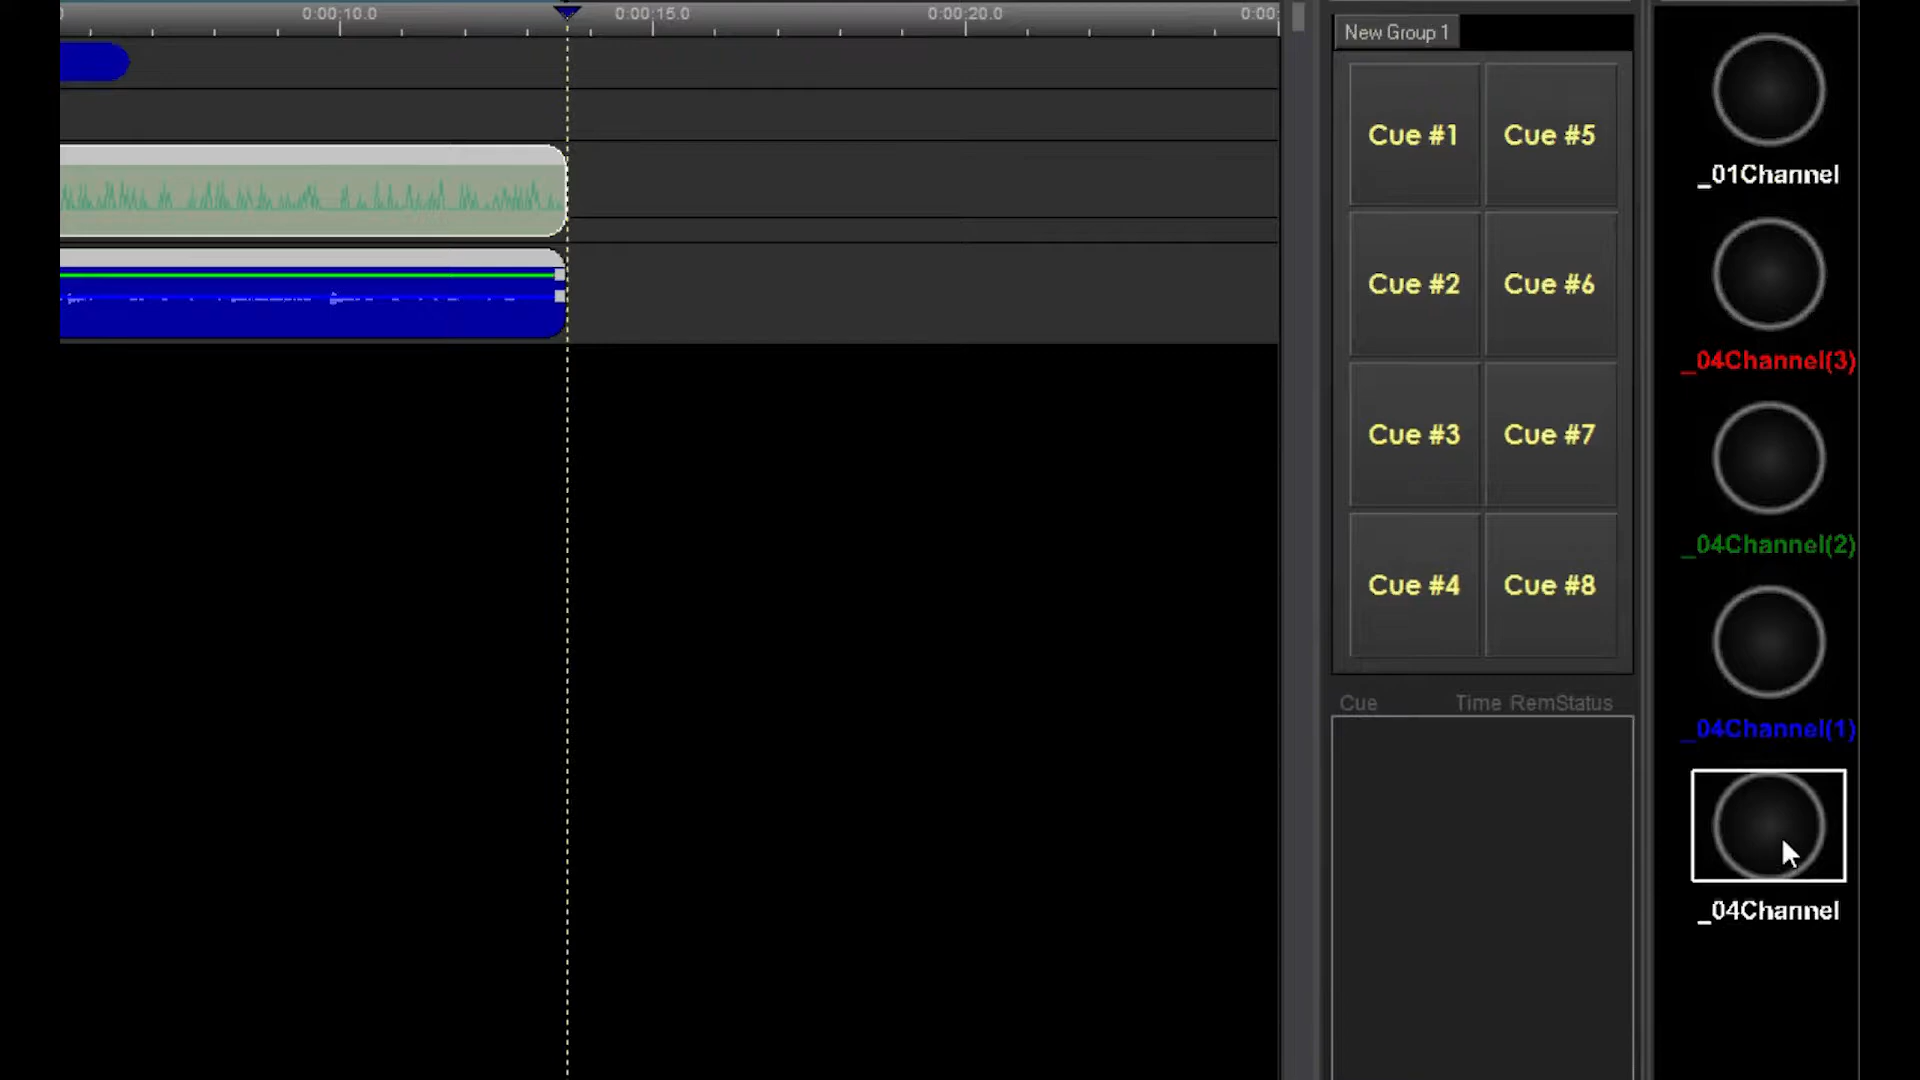 0:00:10.0
0:00:15.0
0:00:20.0
0:00:
New Group 1
Cue #1
Cue #5
Cue #2
Cue #6
Cue #3
Cue #7
Cue #4
Cue #8
Cue Time RemStatus
_01Channel
_04Channel(3)
_04Channel(2)
_04Channel(1)
_04Channel